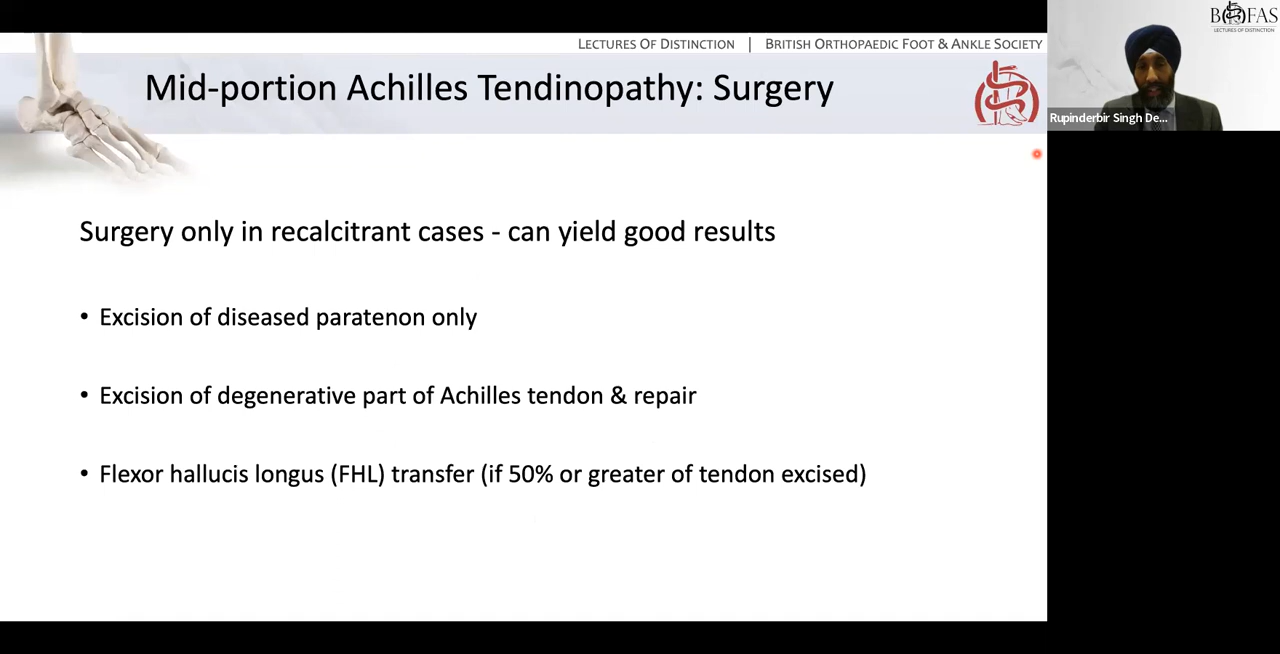 LECTURES OF DISTINCTION | BRITISH ORTHOPAEDIC FOOT & ANKLE SOCIETY
BOFAS
LECTURES OF DISTINCTION
Mid-portion Achilles Tendinopathy: Surgery
Rupinderbir Singh De...
Surgery only in recalcitrant cases - can yield good results
• Excision of diseased paratenon only
• Excision of degenerative part of Achilles tendon & repair
• Flexor hallucis longus (FHL) transfer (if 50% or greater of tendon excised)